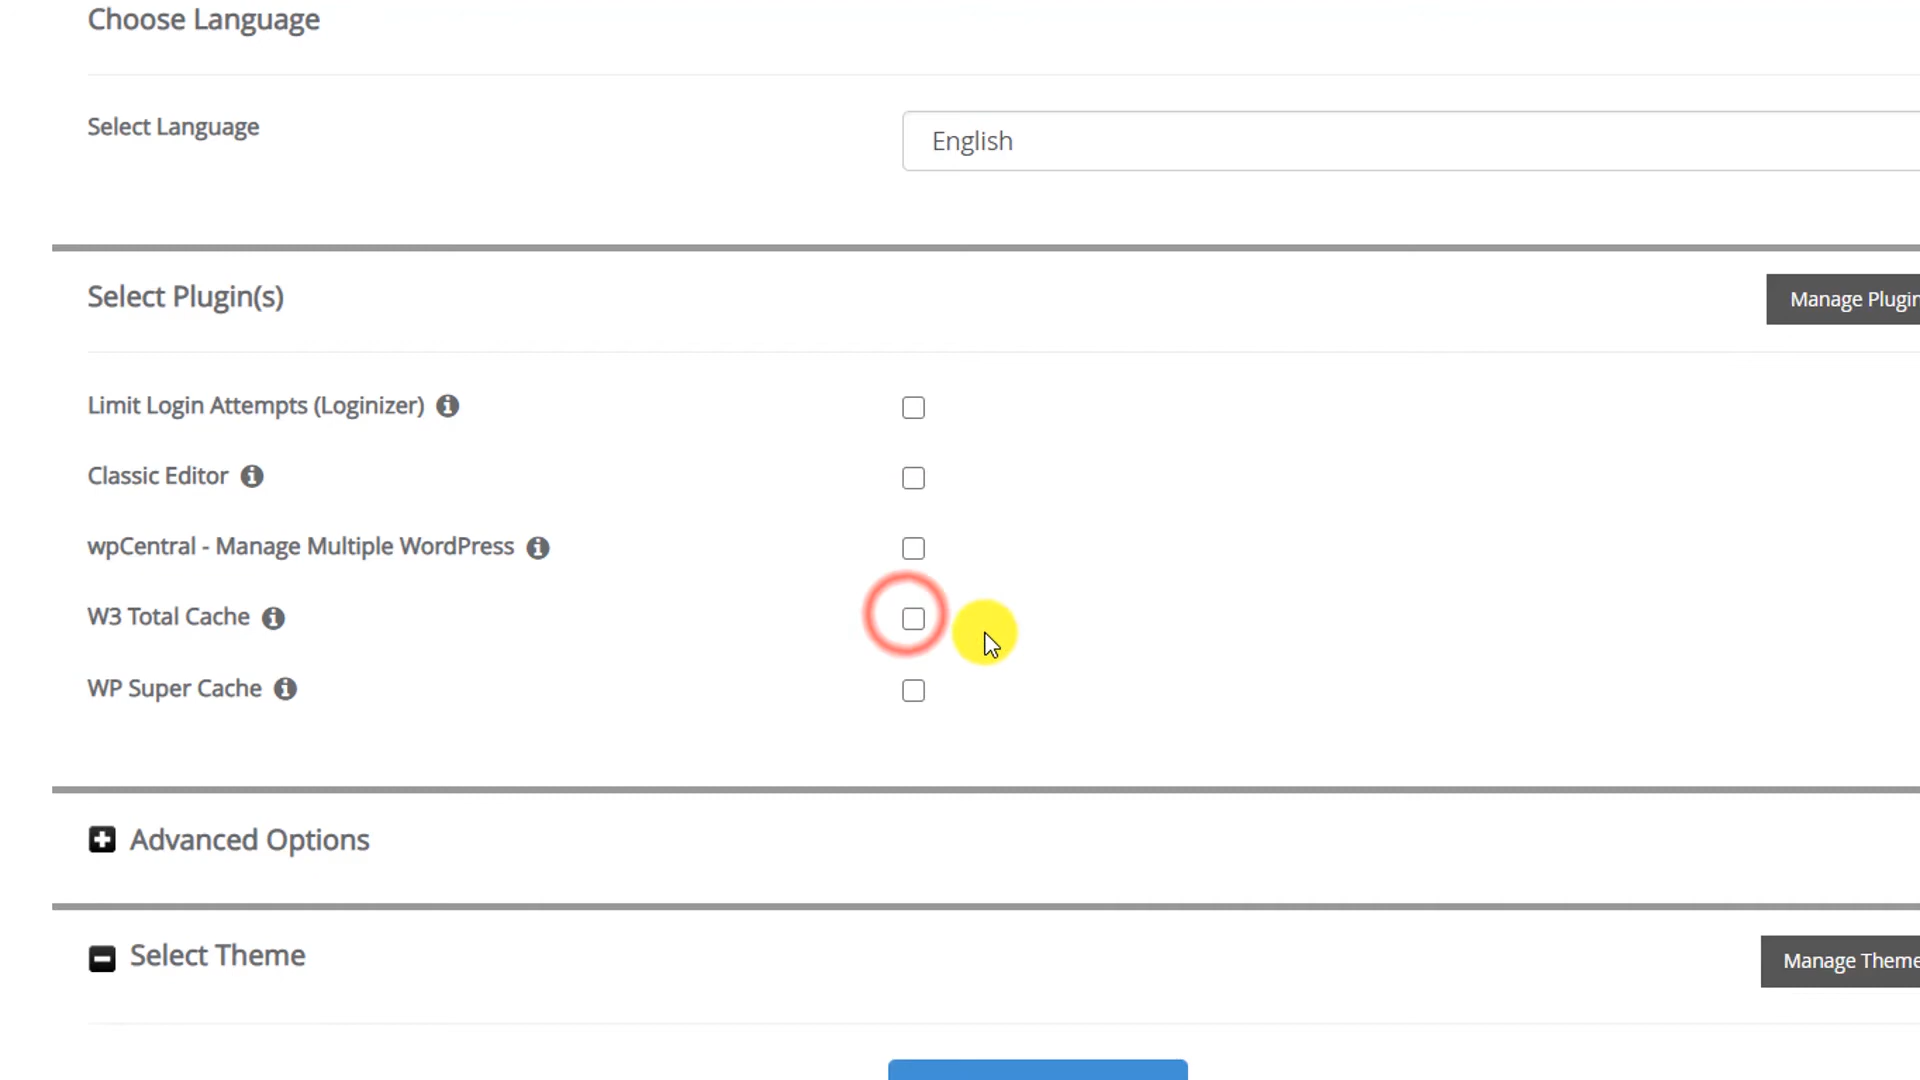 Choose Language
Select Language
English
Select Plugin(s)
Manage Plugin
Limit Login Attempts (Loginizer)
Classic Editor
wpCentral - Manage Multiple WordPress
W3 Total Cache
WP Super Cache
Advanced Options
Select Theme
Manage Theme